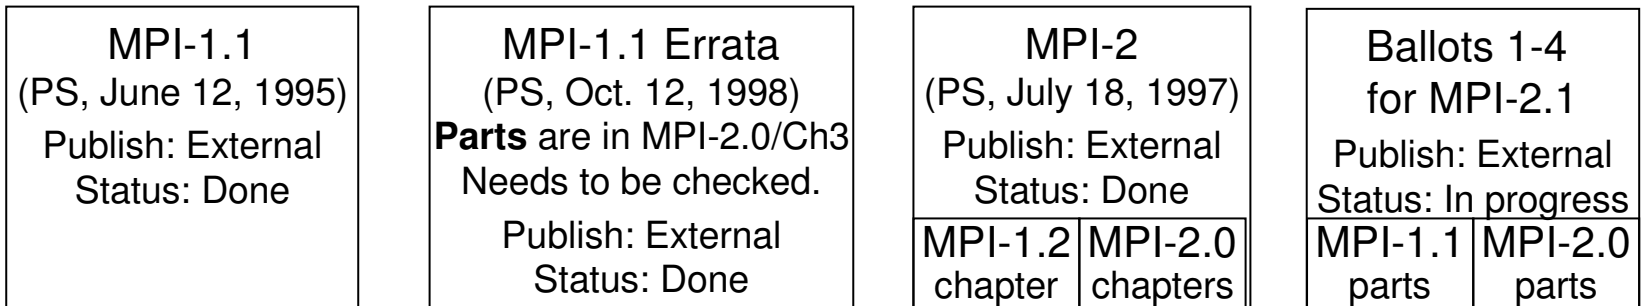 MPI-1.1
(PS, June 12, 1995)
Publish: External
Status: Done
MPI-1.1 Errata
(PS, Oct. 12, 1998)
Parts are in MPI-2.0/Ch3
Needs to be checked.
Publish: External
Status: Done
MPI-2
(PS, July 18, 1997)
Publish: External
Status: Done
MPI-1.2
chapter
MPI-2.0
chapters
Ballots 1-4
for MPI-2.1
Publish: External
Status: In progress
MPI-1.1
parts
MPI-2.0
parts